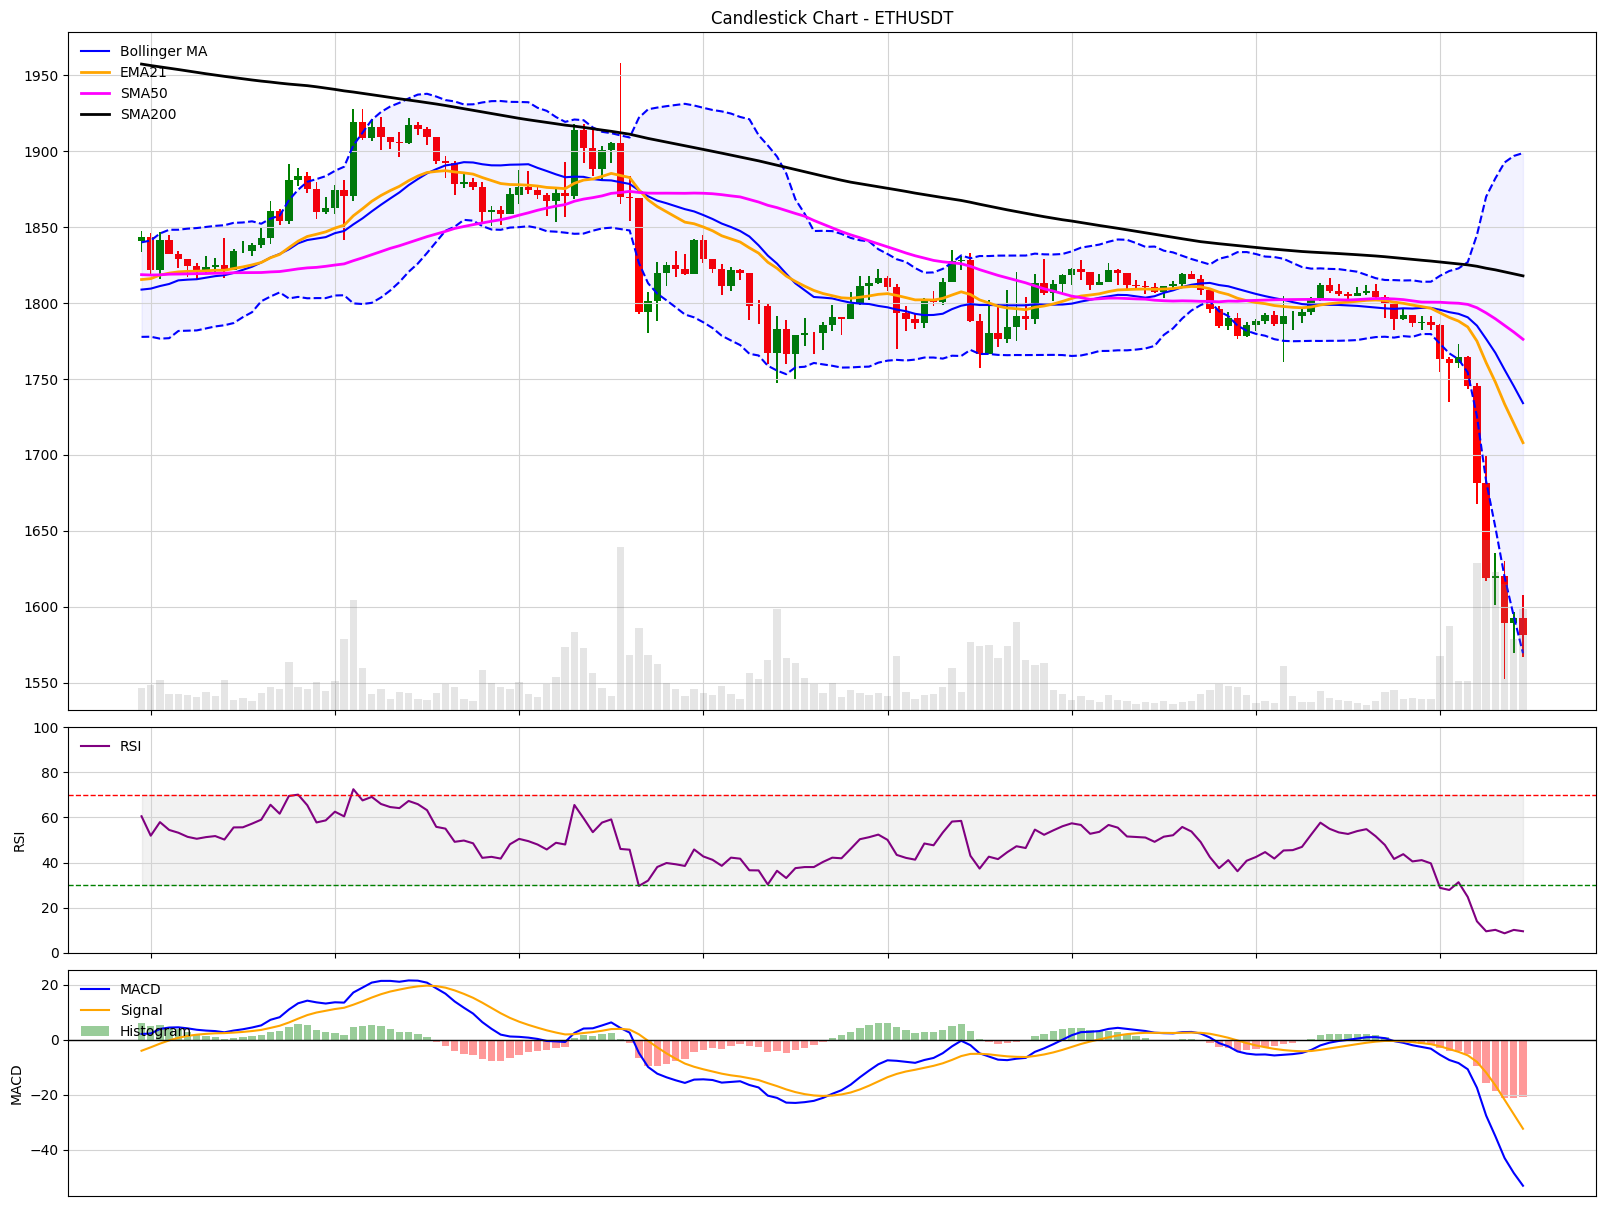 Candlestick Chart - ETHUSDT
Bollinger MA
EMA21
SMA50
SMA200
1950
1900
1850
1800
1750
1700
1650
1600
1550
RSI
RSI
100
80
60
40
20
0
MACD
MACD
Signal
Histogram
20
0
−20
−40